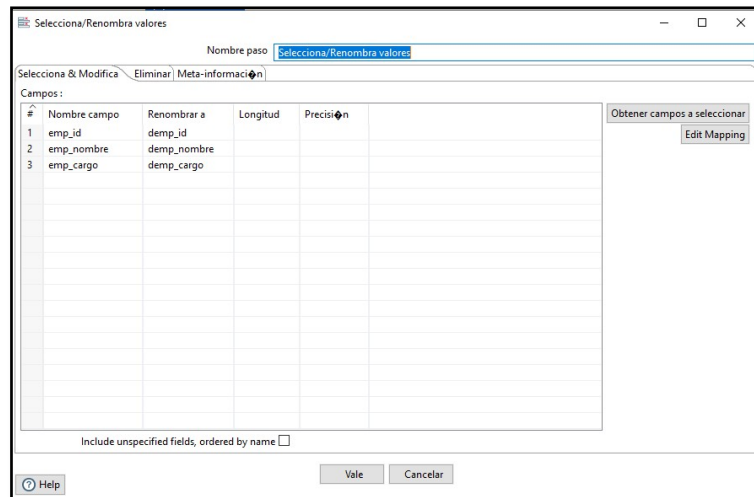 Selecciona/Renombra valores
Nombre paso Selecciona/Renombra valores
Selecciona & Modifica Eliminar Meta-informaci�n
Campos :
# Nombre campo Renombrar a Longitud Precisi�n
1 emp_id demp_id
2 emp_nombre demp_nombre
3 emp_cargo demp_cargo
Obtener campos a seleccionar
Edit Mapping
Include unspecified fields, ordered by name
Vale Cancelar
Help